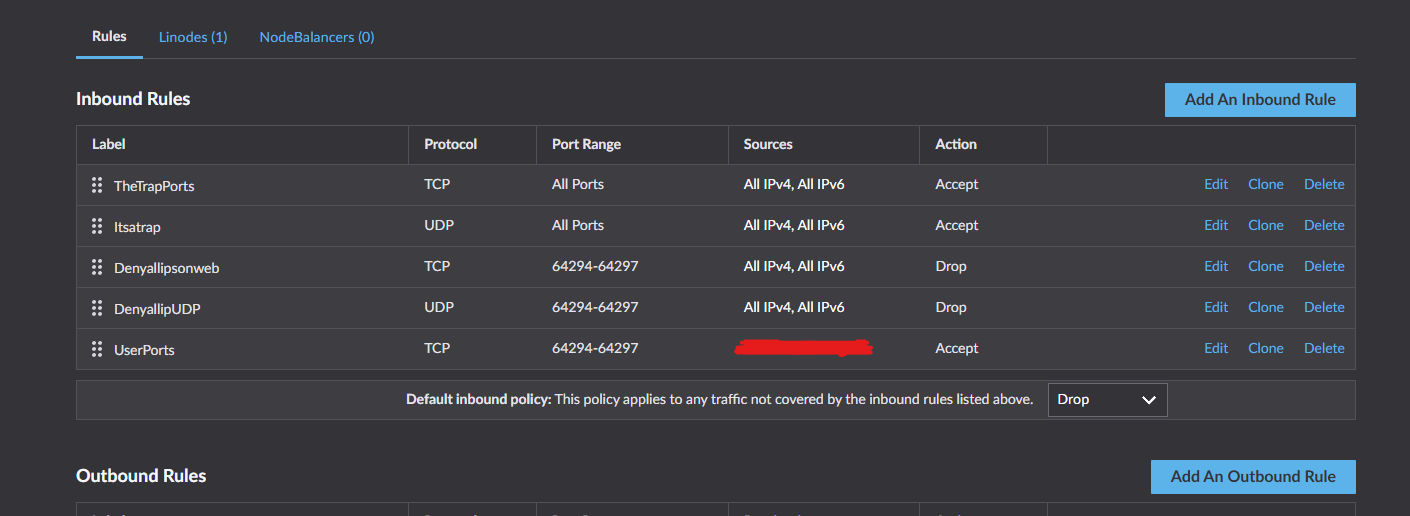 Rules Linodes (1) NodeBalancers (0)
Inbound Rules Add An Inbound Rule
Label Protocol Port Range Sources Action
TheTrapPorts TCP All Ports All IPv4, All IPv6 Accept Edit Clone Delete
Itsatrap UDP All Ports All IPv4, All IPv6 Accept Edit Clone Delete
Denyallipsonweb TCP 64294-64297 All IPv4, All IPv6 Drop Edit Clone Delete
DenyallipUDP UDP 64294-64297 All IPv4, All IPv6 Drop Edit Clone Delete
UserPorts TCP 64294-64297 Accept Edit Clone Delete
Default inbound policy: This policy applies to any traffic not covered by the inbound rules listed above. Drop
Outbound Rules Add An Outbound Rule